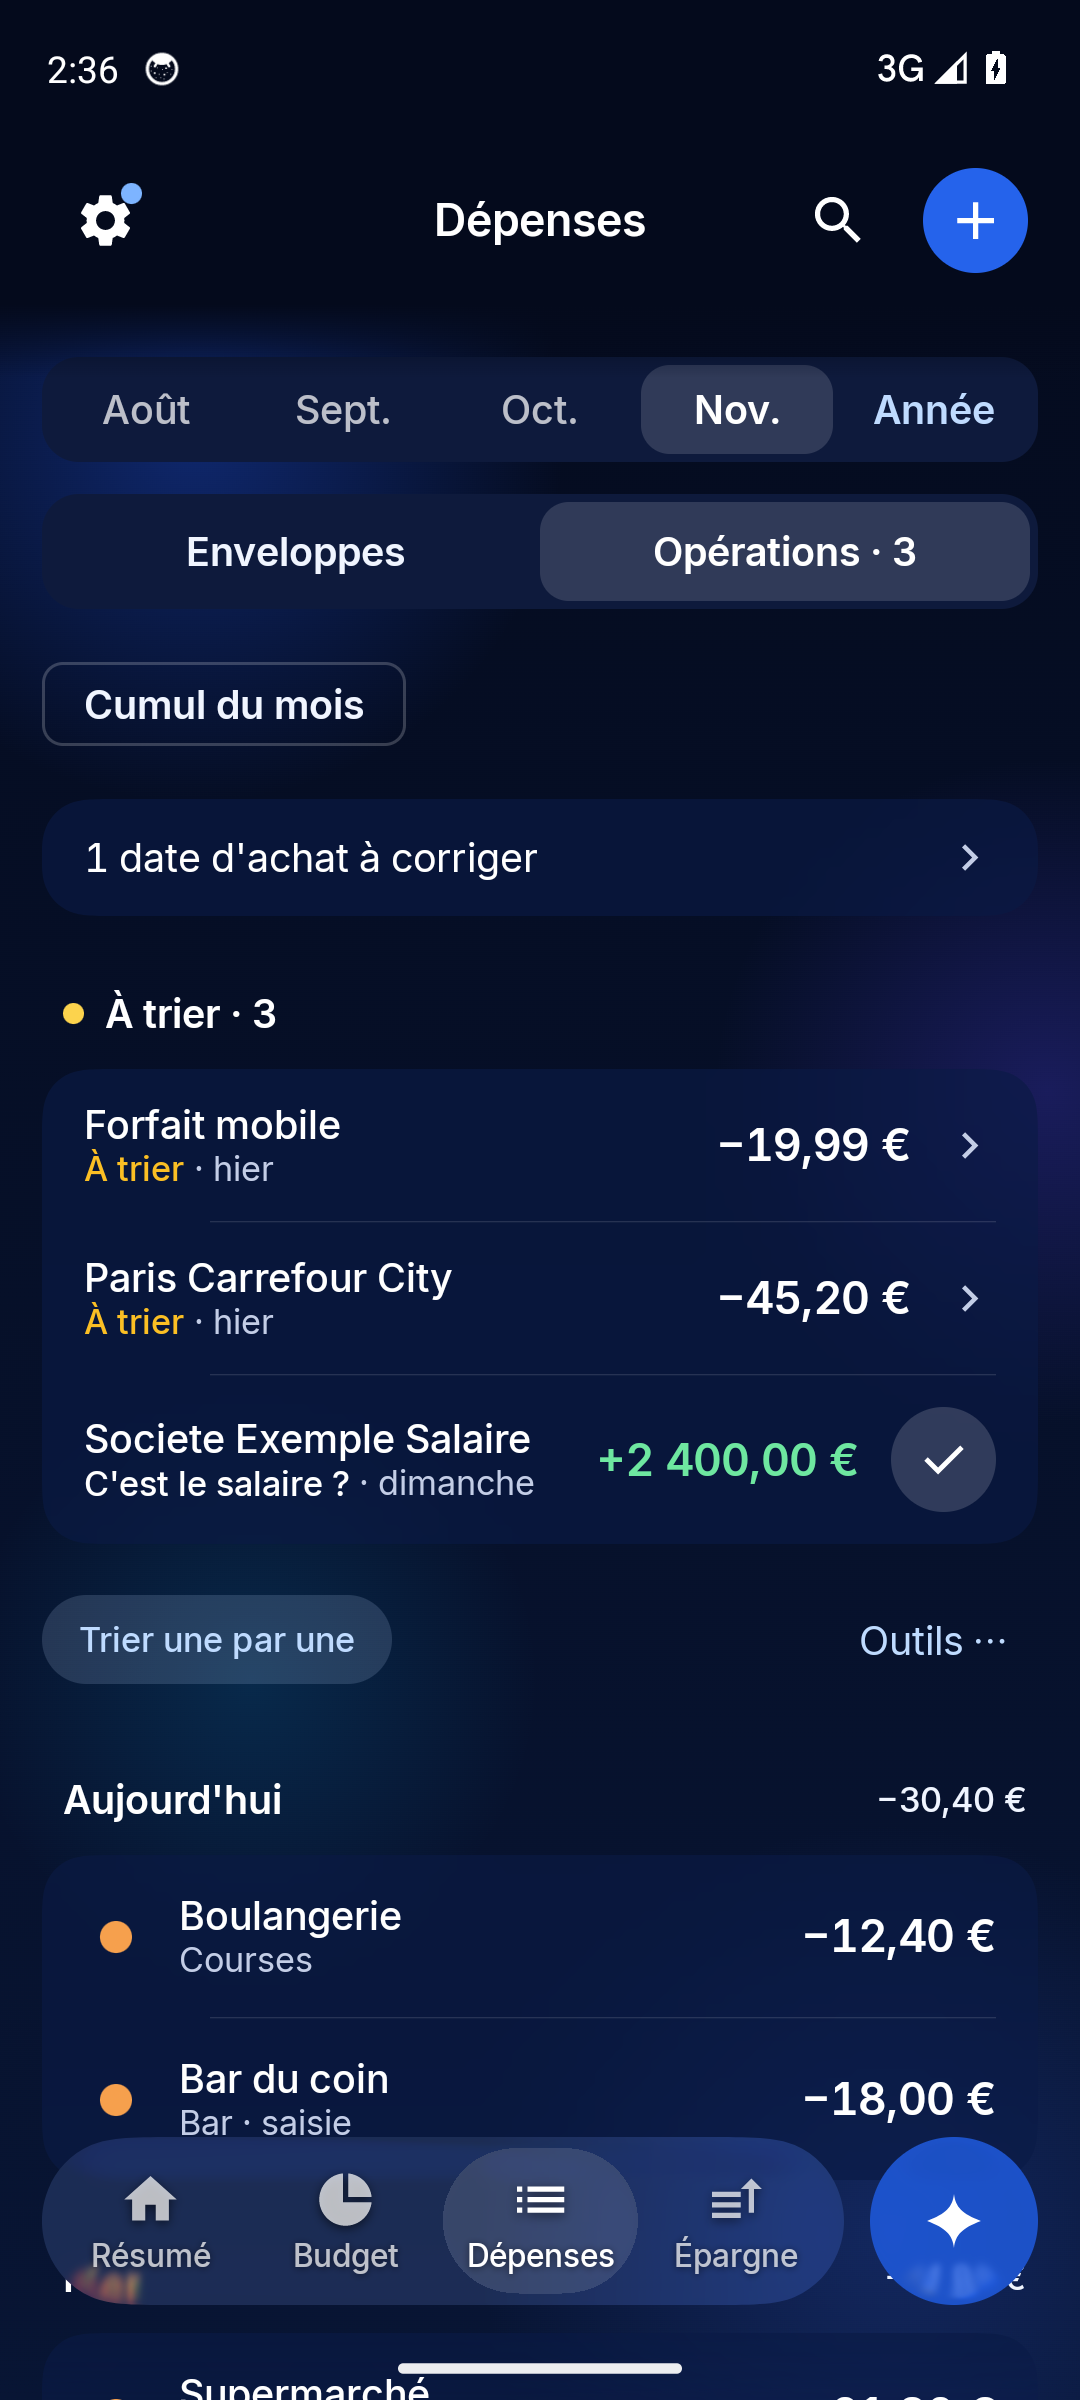 2:36
3G
Dépenses
Août Sept. Oct. Nov. Année
Enveloppes Opérations · 3
Cumul du mois
1 date d'achat à corriger
À trier · 3
Forfait mobile
−19,99 €
À trier · hier
Paris Carrefour City
−45,20 €
À trier · hier
Societe Exemple Salaire
+2 400,00 €
C'est le salaire ? · dimanche
Trier une par une
Outils ···
Aujourd'hui
−30,40 €
Boulangerie
−12,40 €
Courses
Bar du coin
−18,00 €
Bar · saisie
Résumé Budget Dépenses Épargne
Supermarché